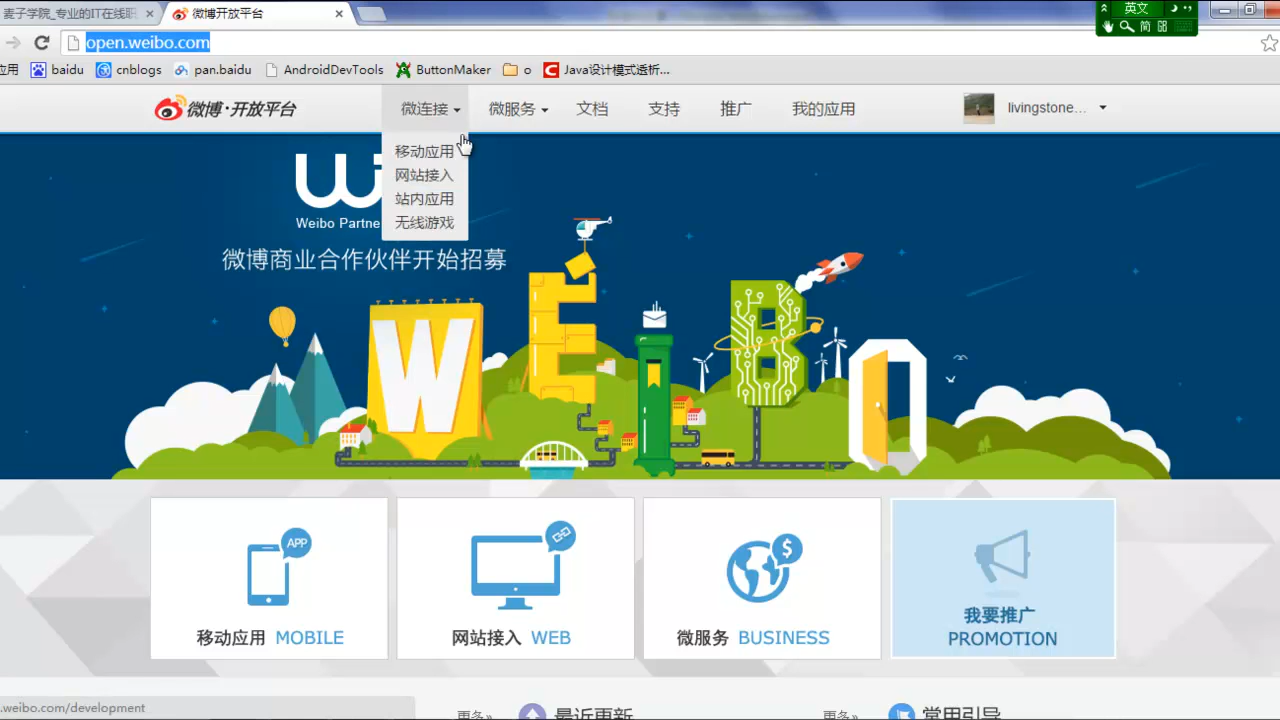 麦子学院_专业的IT在线职
微博开放平台
英文
简
open.weibo.com
应用 baidu cnblogs pan.baidu AndroidDevTools ButtonMaker o Java设计模式透析...
微博·开放平台 微连接 微服务 文档 支持 推广 我的应用 livingstone...
移动应用
网站接入
站内应用
无线游戏
Weibo Partne
微博商业合作伙伴开始招募
WEIBO
APP
$
移动应用 MOBILE
网站接入 WEB
微服务 BUSINESS
我要推广
PROMOTION
.weibo.com/development
更多» 最近更新 更多» 常用引导